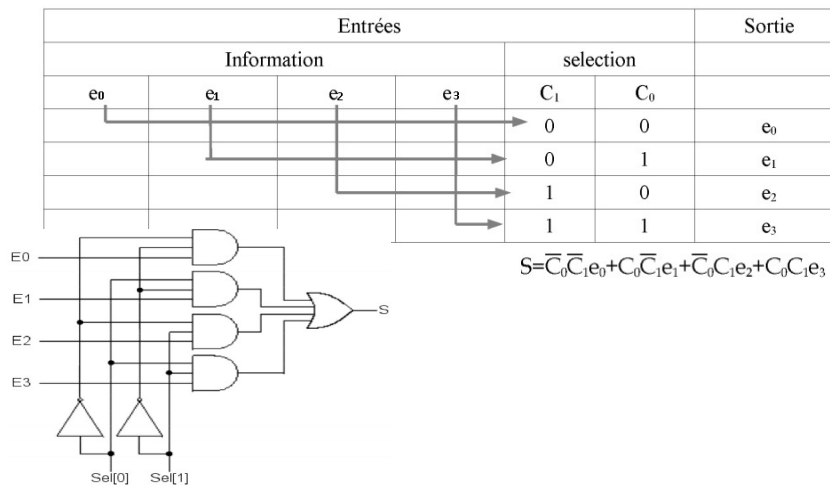 Entrées Sortie
Information selection
e₀ e₁ e₂ e₃ C₁ C₀
0 0 e₀
0 1 e₁
1 0 e₂
1 1 e₃
S=C̅₀C̅₁e₀+C₀C̅₁e₁+C̅₀C₁e₂+C₀C₁e₃
E0
E1
S
E2
E3
Sel[0] Sel[1]